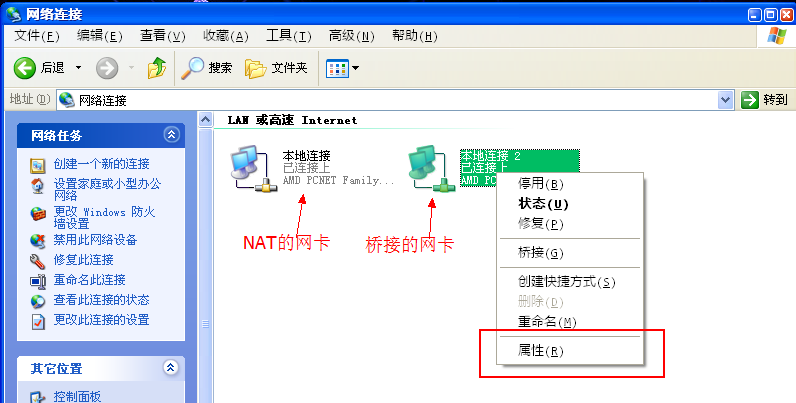 网络连接
文件(F) 编辑(E) 查看(V) 收藏(A) 工具(T) 高级(N) 帮助(H)
后退 搜索 文件夹
地址(D) 网络连接 转到
网络任务
创建一个新的连接
设置家庭或小型办公
网络
更改 Windows 防火
墙设置
禁用此网络设备
修复此连接
重命名此连接
查看此连接的状态
更改此连接的设置
其它位置
控制面板
LAN 或高速 Internet
本地连接
已连接上
AMD PCNET Family...
本地连接 2
已连接上
AMD PC
NAT的网卡
桥接的网卡
停用(B)
状态(U)
修复(P)
桥接(G)
创建快捷方式(S)
删除(D)
重命名(M)
属性(R)